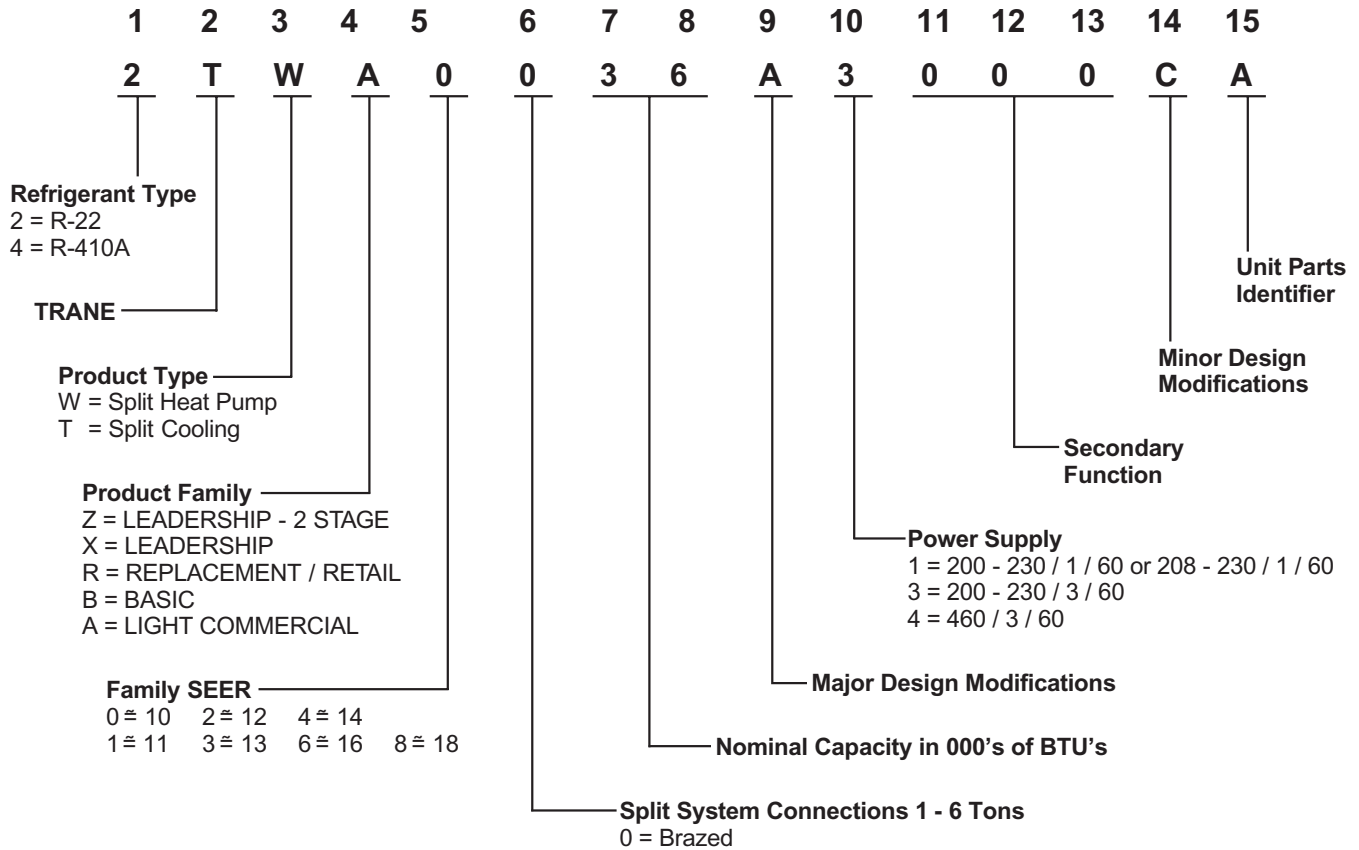 1 2 3 4 5 6 7 8 9 10 11 12 13 14 15
2 T W A 0 0 3 6 A 3 0 0 0 C A
Refrigerant Type
2 = R-22
4 = R-410A
TRANE
Product Type
W = Split Heat Pump
T = Split Cooling
Product Family
Z = LEADERSHIP - 2 STAGE
X = LEADERSHIP
R = REPLACEMENT / RETAIL
B = BASIC
A = LIGHT COMMERCIAL
Family SEER
0 ≅ 10 2 ≅ 12 4 ≅ 14
1 ≅ 11 3 ≅ 13 6 ≅ 16 8 ≅ 18
Split System Connections 1 - 6 Tons
0 = Brazed
Nominal Capacity in 000's of BTU's
Major Design Modifications
Power Supply
1 = 200 - 230 / 1 / 60 or 208 - 230 / 1 / 60
3 = 200 - 230 / 3 / 60
4 = 460 / 3 / 60
Secondary
Function
Minor Design
Modifications
Unit Parts
Identifier